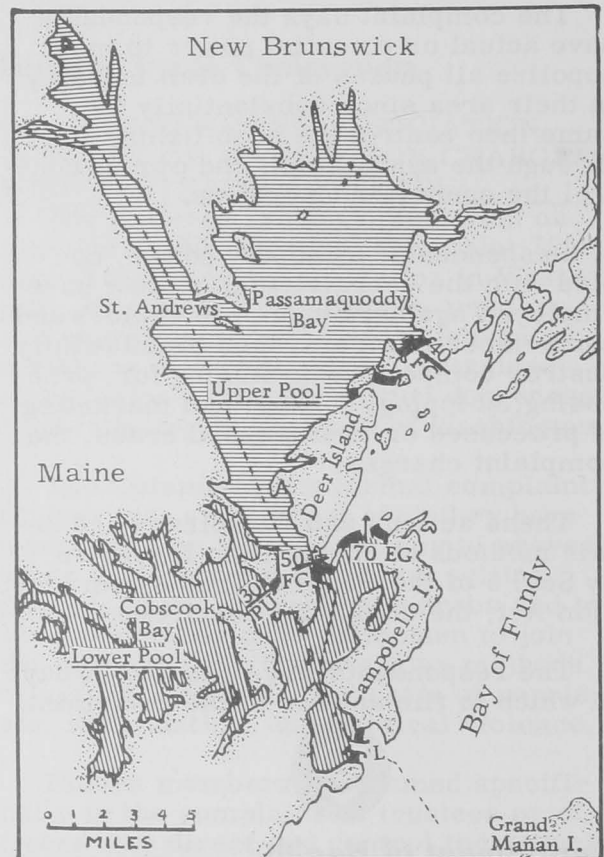 New Brunswick
St. Andrews
Passamaquoddy
Bay
40
FG
Upper Pool
Deer Island
Maine
50
FG
70 EG
30
PU
Cobscook
Bay
Lower Pool
Campobello I.
Bay of Fundy
L
0 1 2 3 4 5
MILES
Grand
Mañan I.